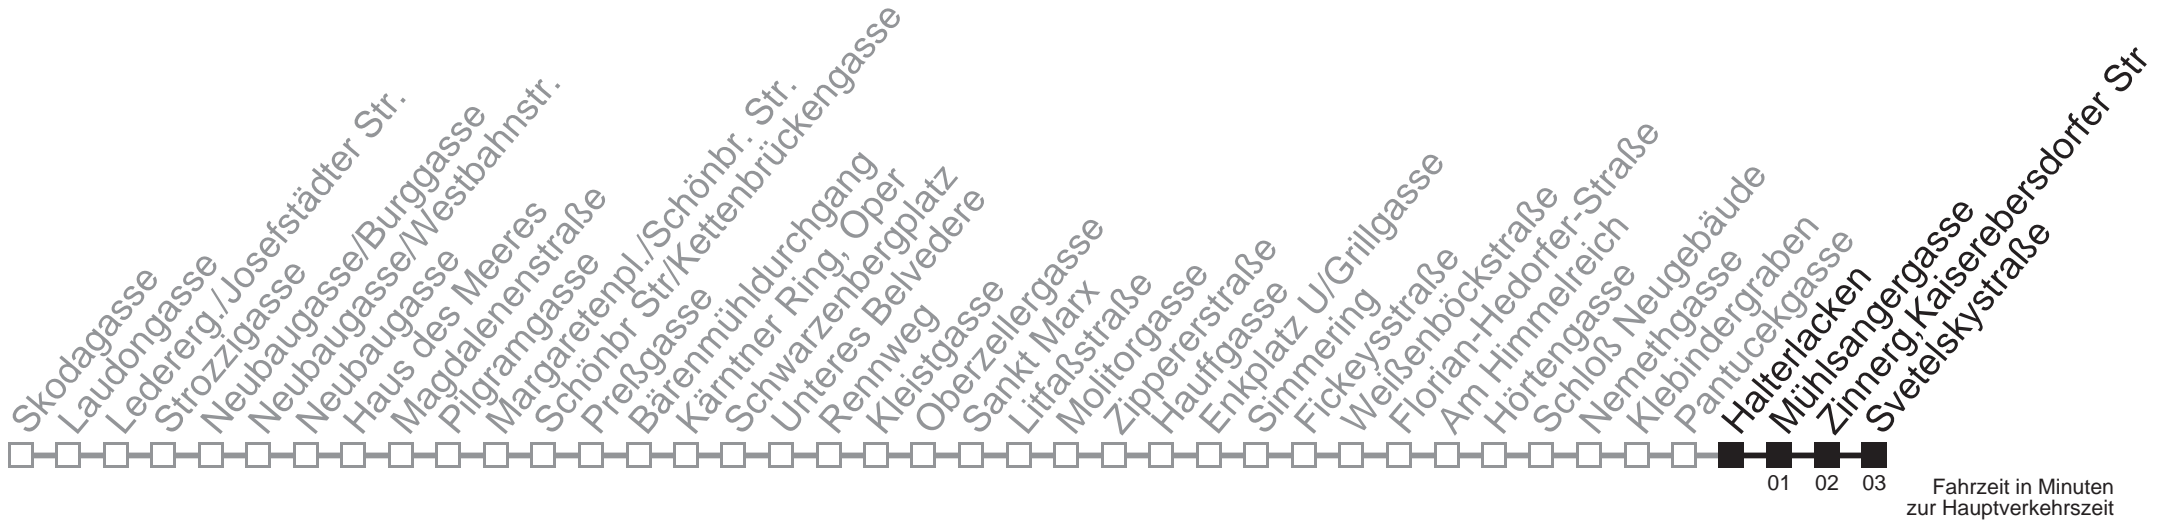 Skodagasse
Laudongasse
Ledererg./Josefstädter Str.
Strozzigasse
Neubaugasse/Burggasse
Neubaugasse/Westbahnstr.
Neubaugasse
Haus des Meeres
Magdalenenstraße
Pilgramgasse
Margaretenpl./Schönbr. Str.
Schönbr Str/Kettenbrückengasse
Preßgasse
Bärenmühldurchgang
Kärntner Ring, Oper
Schwarzenbergplatz
Unteres Belvedere
Rennweg
Kleistgasse
Oberzellergasse
Sankt Marx
Litfaßstraße
Molitorgasse
Zippererstraße
Hauffgasse
Enkplatz U/Grillgasse
Simmering
Fickeysstraße
Weißenböckstraße
Florian-Hedorfer-Straße
Am Himmelreich
Hörtengasse
Schloß Neugebäude
Nemethgasse
Klebindergraben
Pantucekgasse
Halterlacken
Mühlsangergasse
Zinnerg,Kaiserebersdorfer Str
Svetelskystraße
01 02 03
Fahrzeit in Minuten
zur Hauptverkehrszeit